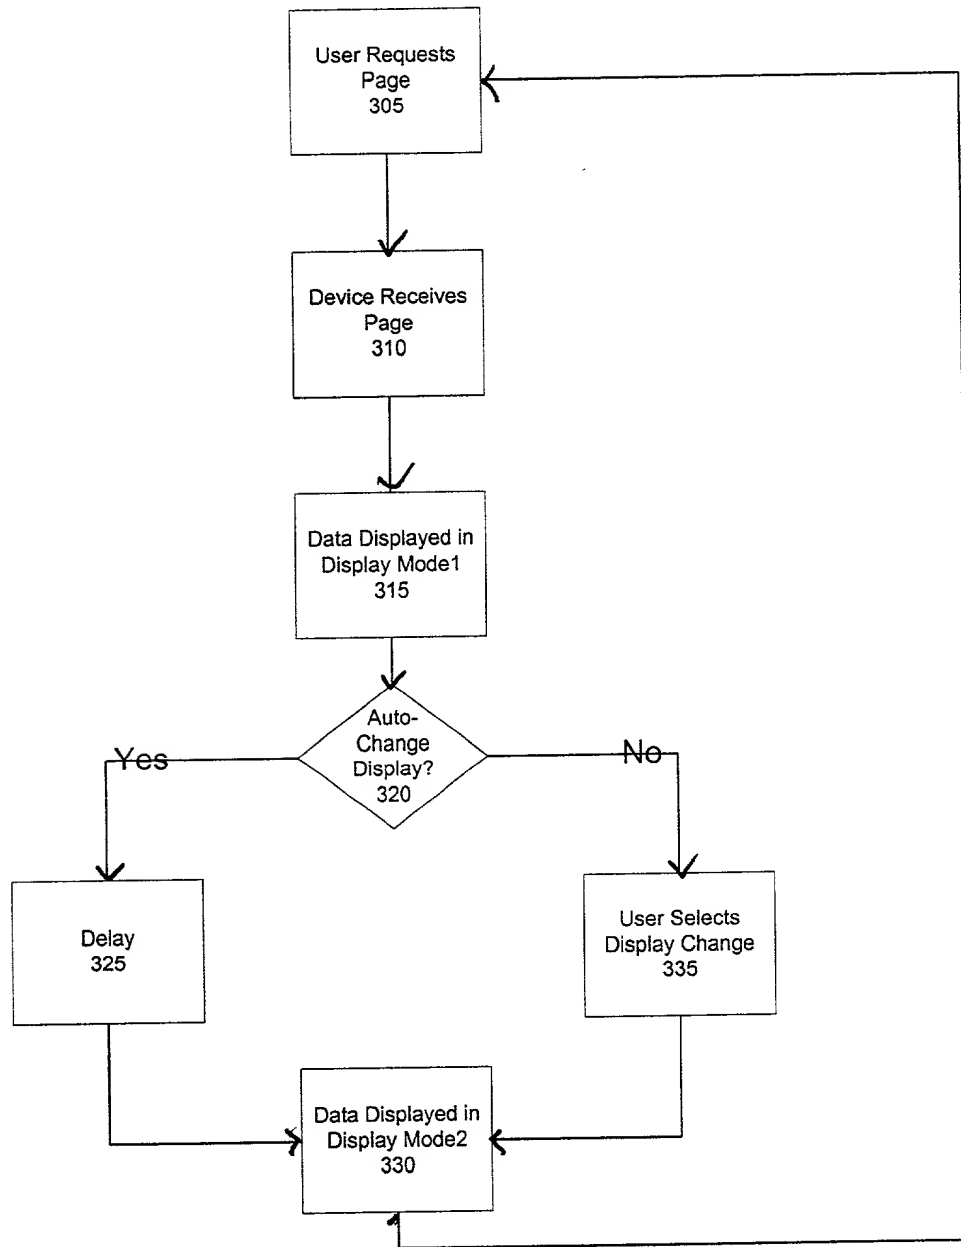 User Requests
Page
305
Device Receives
Page
310
Data Displayed in
Display Mode1
315
Auto-
Change
Display?
320
Yes
No
Delay
325
User Selects
Display Change
335
Data Displayed in
Display Mode2
330